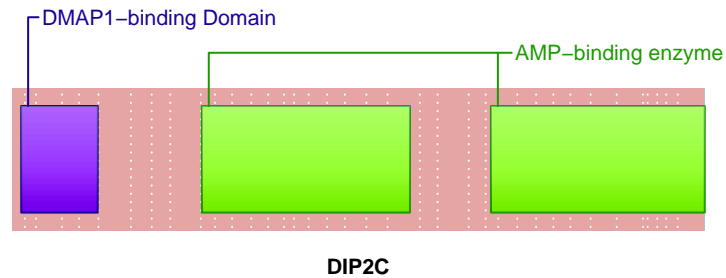 DMAP1−binding Domain
AMP−binding enzyme
DIP2C